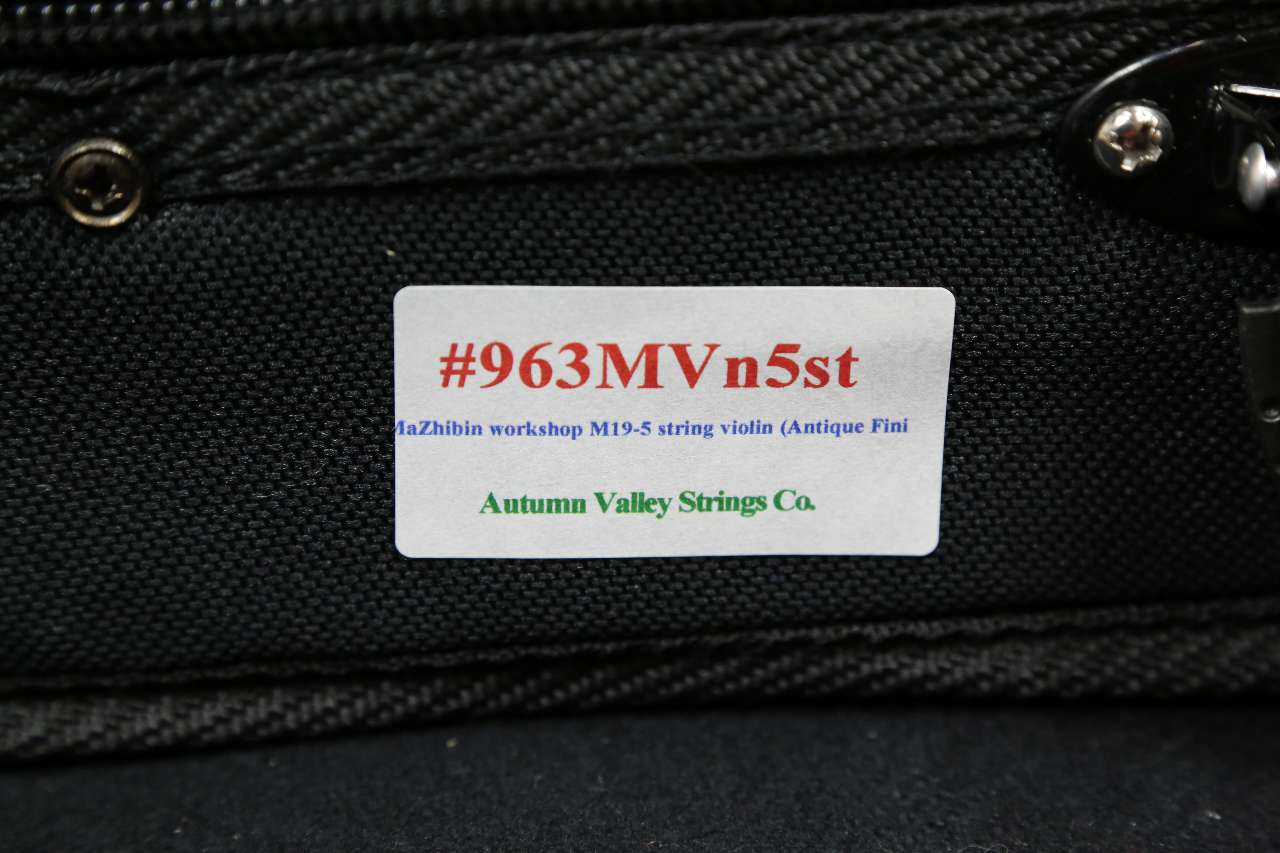 #963MVn5st
MaZhibin workshop M19-5 string violin (Antique Fini
Autumn Valley Strings Co.